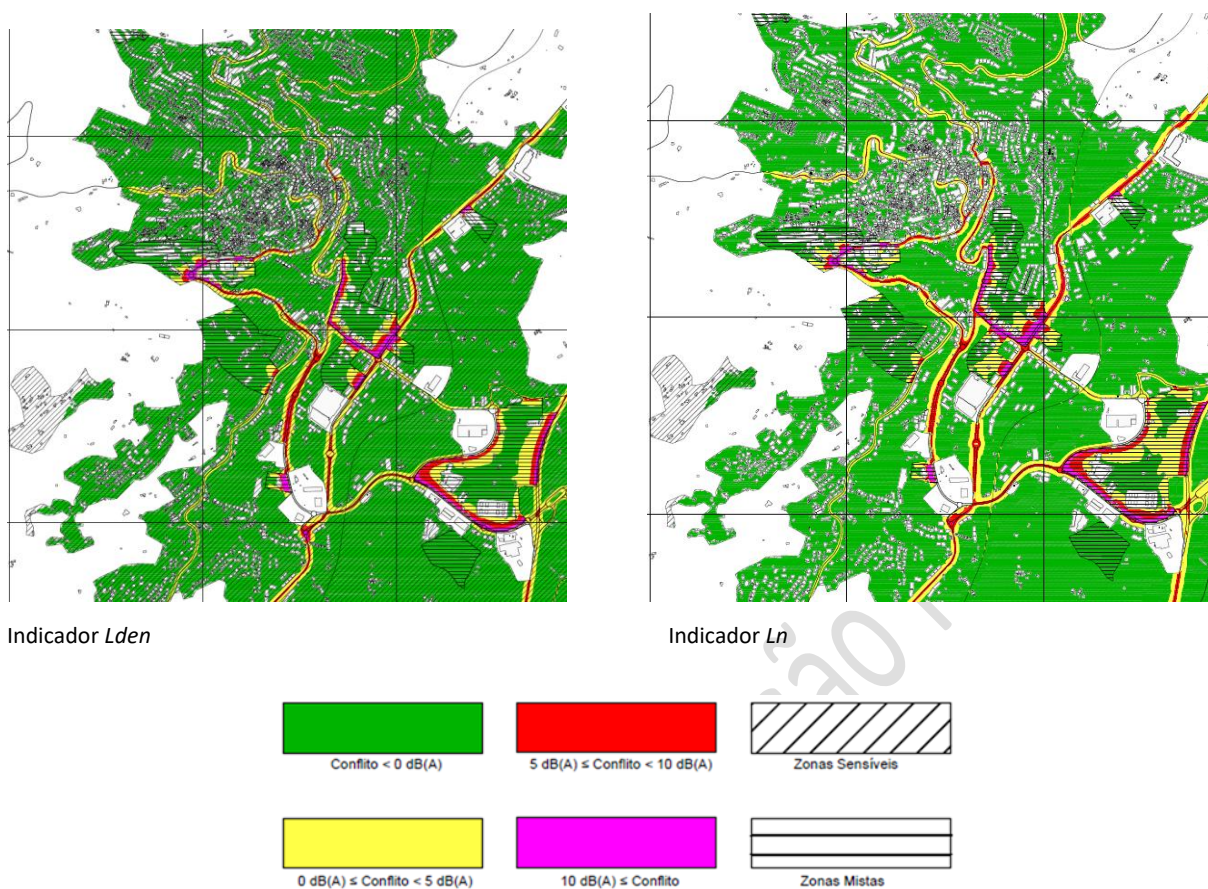 Indicador Lden
Indicador Ln
Conflito < 0 dB(A)
5 dB(A) ≤ Conflito < 10 dB(A)
Zonas Sensíveis
0 dB(A) ≤ Conflito < 5 dB(A)
10 dB(A) ≤ Conflito
Zonas Mistas